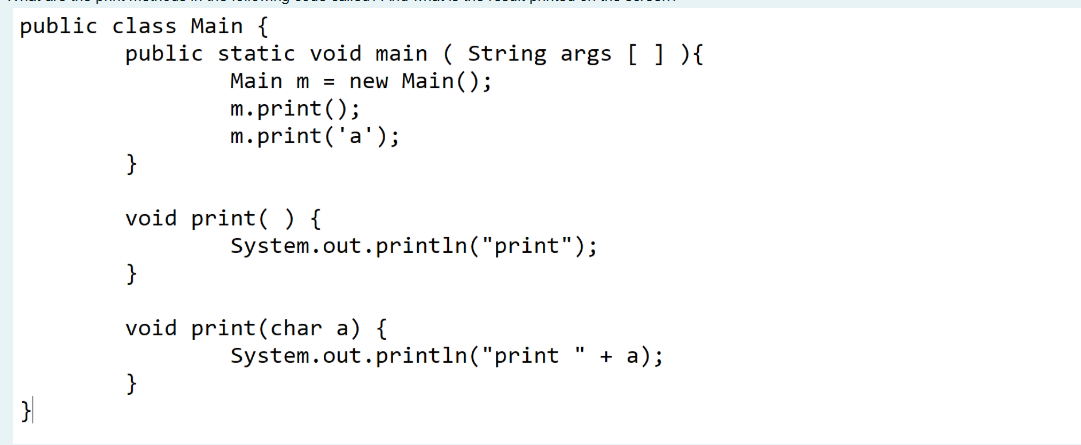 public class Main {
public static void main ( String args [ ] ){
Main m = new Main();
m.print();
m.print('a');
}
void print( ) {
System.out.println("print");
}
void print(char a) {
System.out.println("print " + a);
}
}